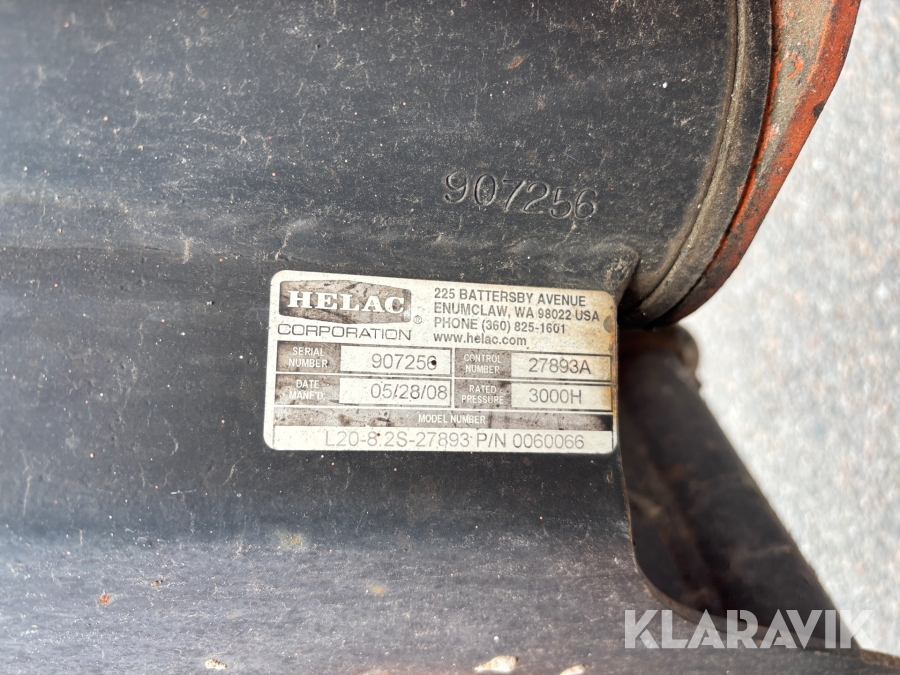 907256
HELAC
CORPORATION
225 BATTERSBY AVENUE
ENUMCLAW, WA 98022 USA
PHONE (360) 825-1601
www.helac.com
SERIAL NUMBER 907256 CONTROL NUMBER 27893A
DATE MANF'D. 05/28/08 RATED PRESSURE 3000H
MODEL NUMBER
L20-8.2S-27893 P/N 0060066
KLARAVIK